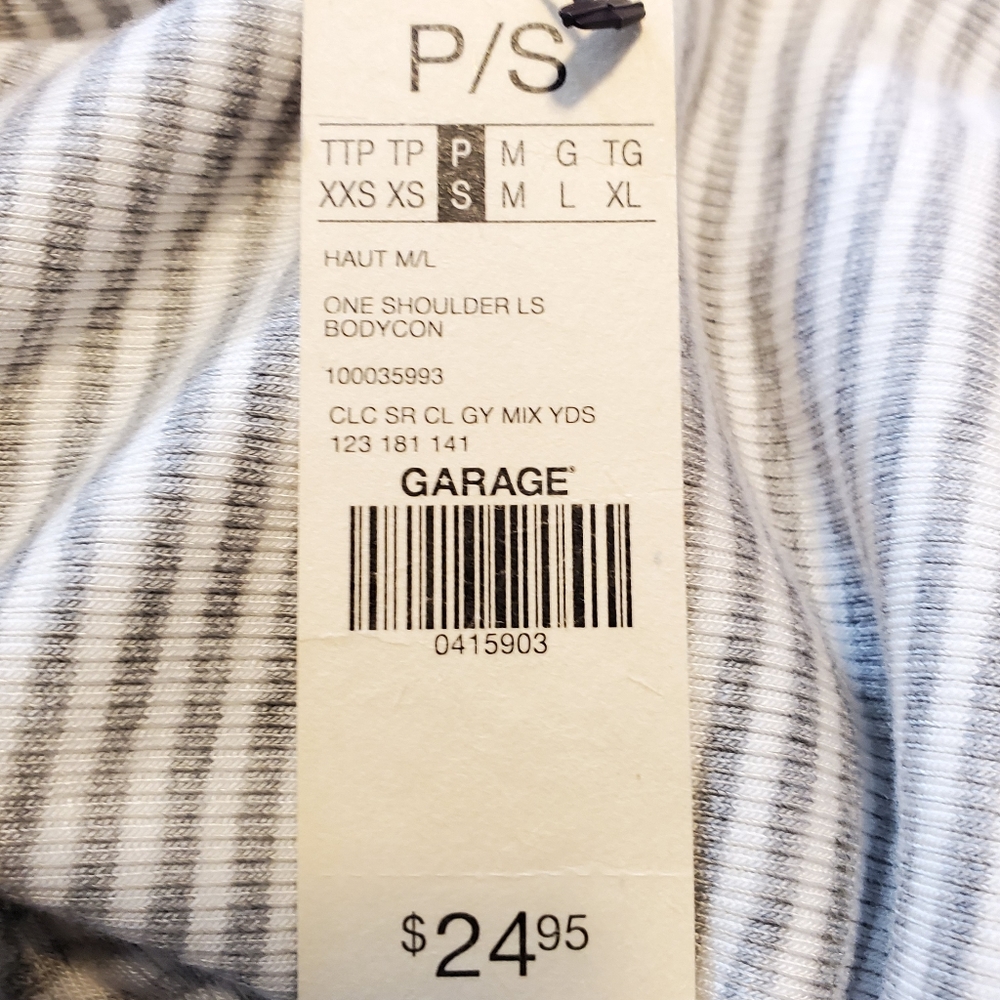 P/S
TTP TP P M G TG
XXS XS S M L XL
HAUT M/L
ONE SHOULDER LS
BODYCON
100035993
CLC SR CL GY MIX YDS
123 181 141
GARAGE
0415903
$24.95